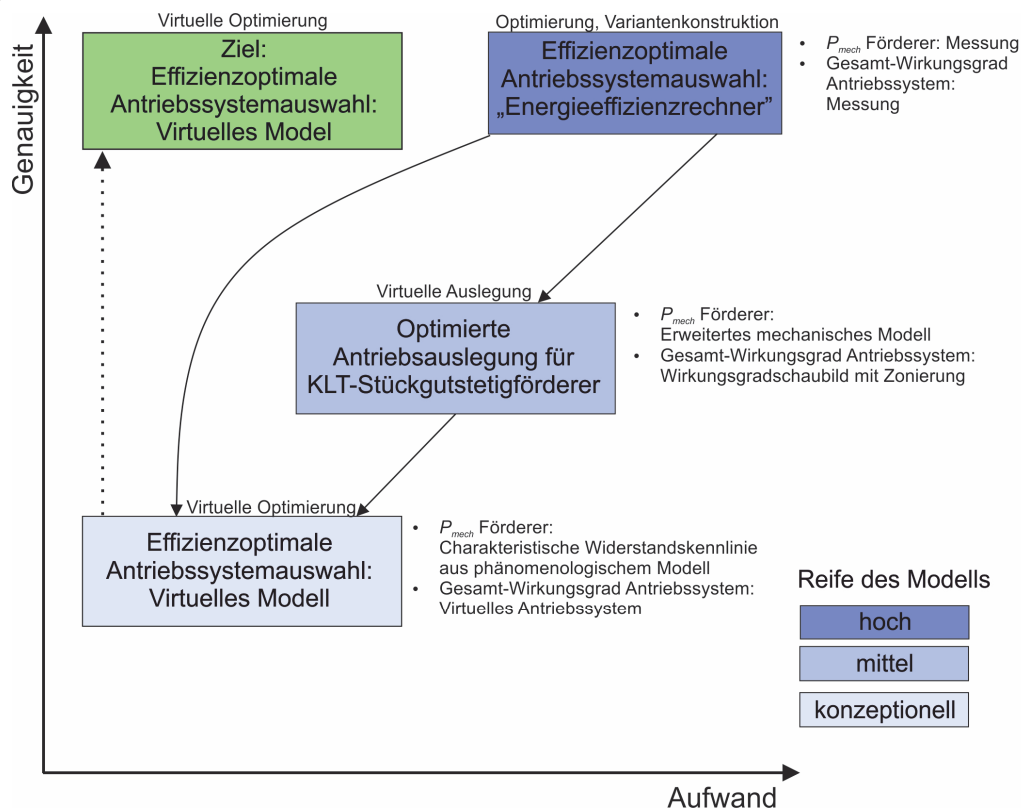 Genauigkeit
Virtuelle Optimierung
Ziel:
Effizienzoptimale
Antriebssystemauswahl:
Virtuelles Model
Optimierung, Variantenkonstruktion
Effizienzoptimale
Antriebssystemauswahl:
„Energieeffizienzrechner”
• Pmech Förderer: Messung
• Gesamt-Wirkungsgrad
Antriebssystem:
Messung
Virtuelle Auslegung
Optimierte
Antriebsauslegung für
KLT-Stückgutstetigförderer
• Pmech Förderer:
Erweitertes mechanisches Modell
• Gesamt-Wirkungsgrad Antriebssystem:
Wirkungsgradschaubild mit Zonierung
Virtuelle Optimierung
Effizienzoptimale
Antriebssystemauswahl:
Virtuelles Modell
• Pmech Förderer:
Charakteristische Widerstandskennlinie
aus phänomenologischem Modell
• Gesamt-Wirkungsgrad Antriebssystem:
Virtuelles Antriebssystem
Reife des Modells
hoch
mittel
konzeptionell
Aufwand